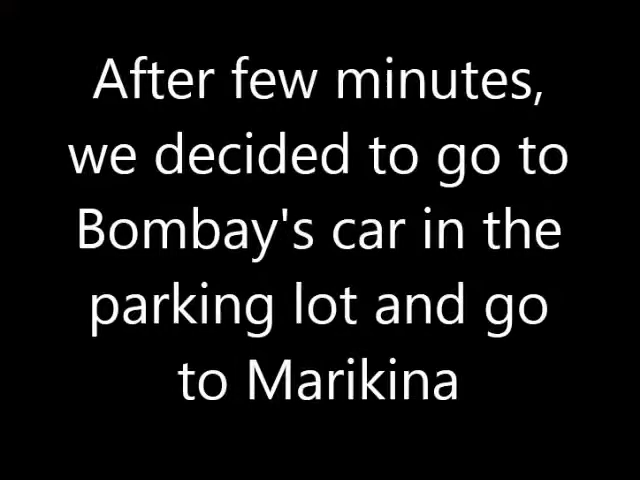 After few minutes,
we decided to go to
Bombay's car in the
parking lot and go
to Marikina